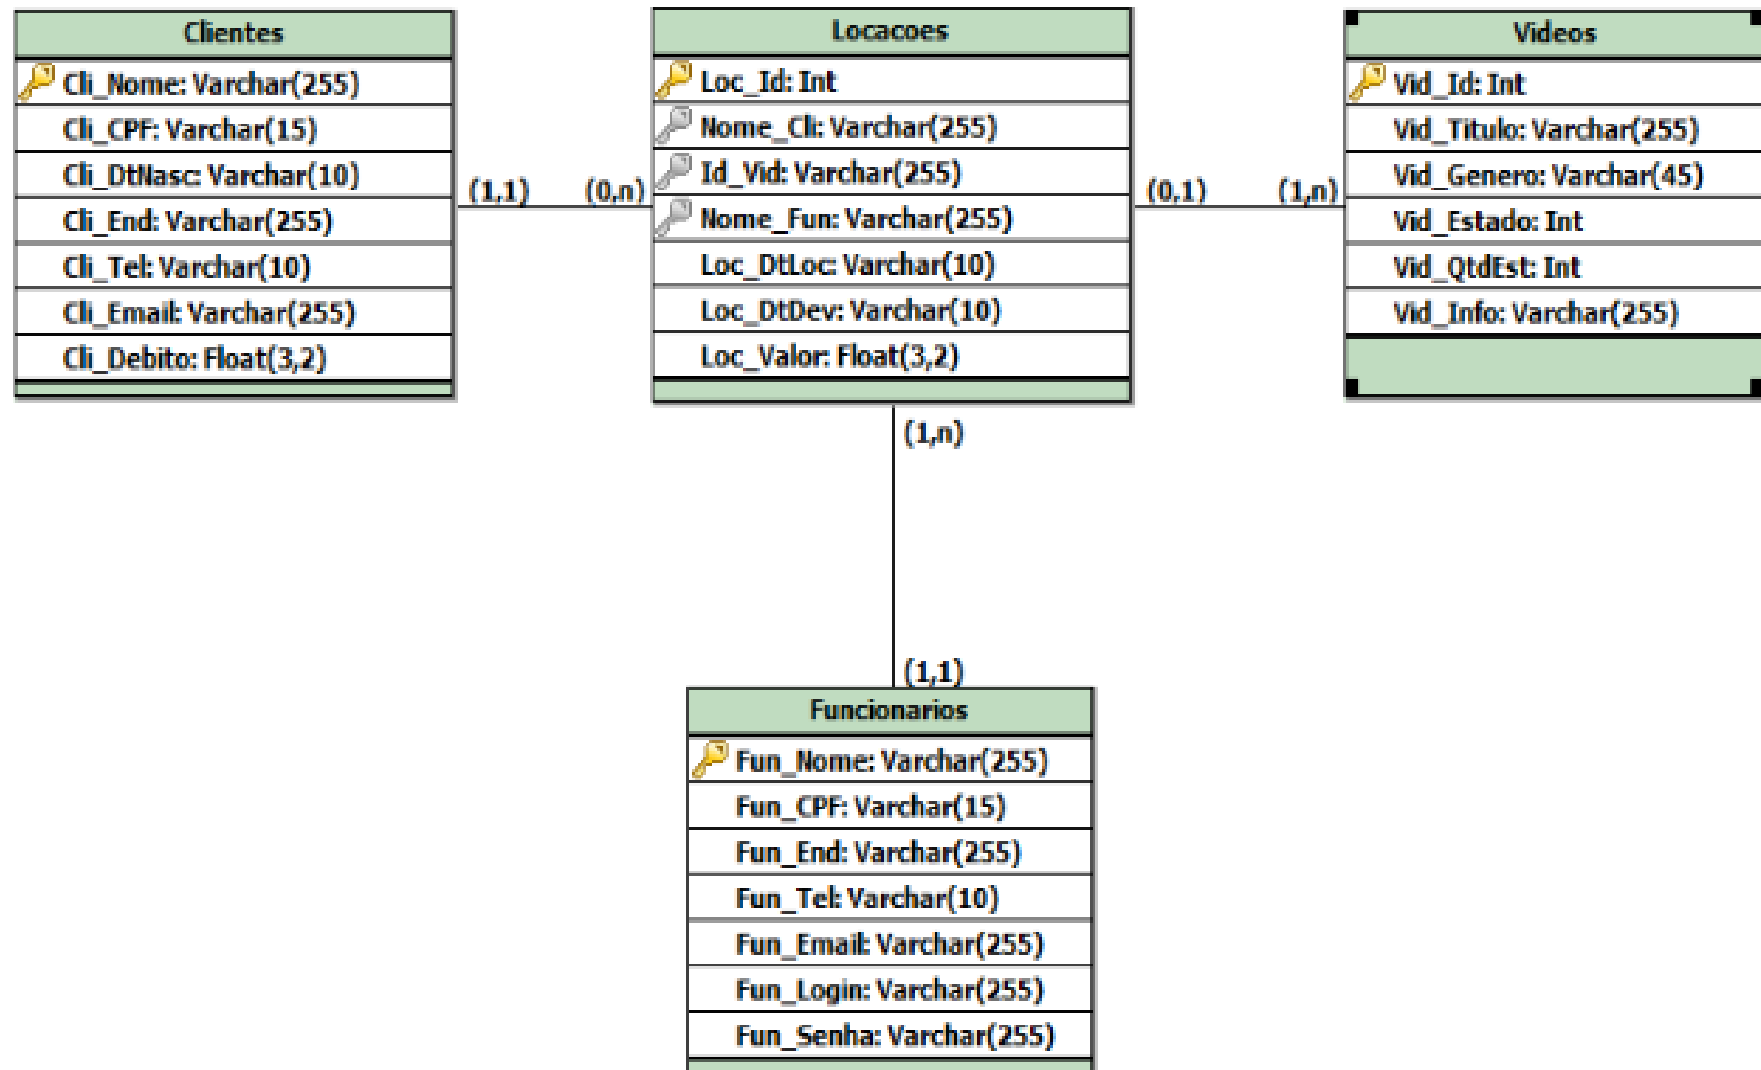 Clientes
Cli_Nome: Varchar(255)
Cli_CPF: Varchar(15)
Cli_DtNasc: Varchar(10)
Cli_End: Varchar(255)
Cli_Tel: Varchar(10)
Cli_Email: Varchar(255)
Cli_Debito: Float(3,2)
(1,1)
(0,n)
Locacoes
Loc_Id: Int
Nome_Cli: Varchar(255)
Id_Vid: Varchar(255)
Nome_Fun: Varchar(255)
Loc_DtLoc: Varchar(10)
Loc_DtDev: Varchar(10)
Loc_Valor: Float(3,2)
(0,1)
(1,n)
Videos
Vid_Id: Int
Vid_Titulo: Varchar(255)
Vid_Genero: Varchar(45)
Vid_Estado: Int
Vid_QtdEst: Int
Vid_Info: Varchar(255)
(1,n)
(1,1)
Funcionarios
Fun_Nome: Varchar(255)
Fun_CPF: Varchar(15)
Fun_End: Varchar(255)
Fun_Tel: Varchar(10)
Fun_Email: Varchar(255)
Fun_Login: Varchar(255)
Fun_Senha: Varchar(255)